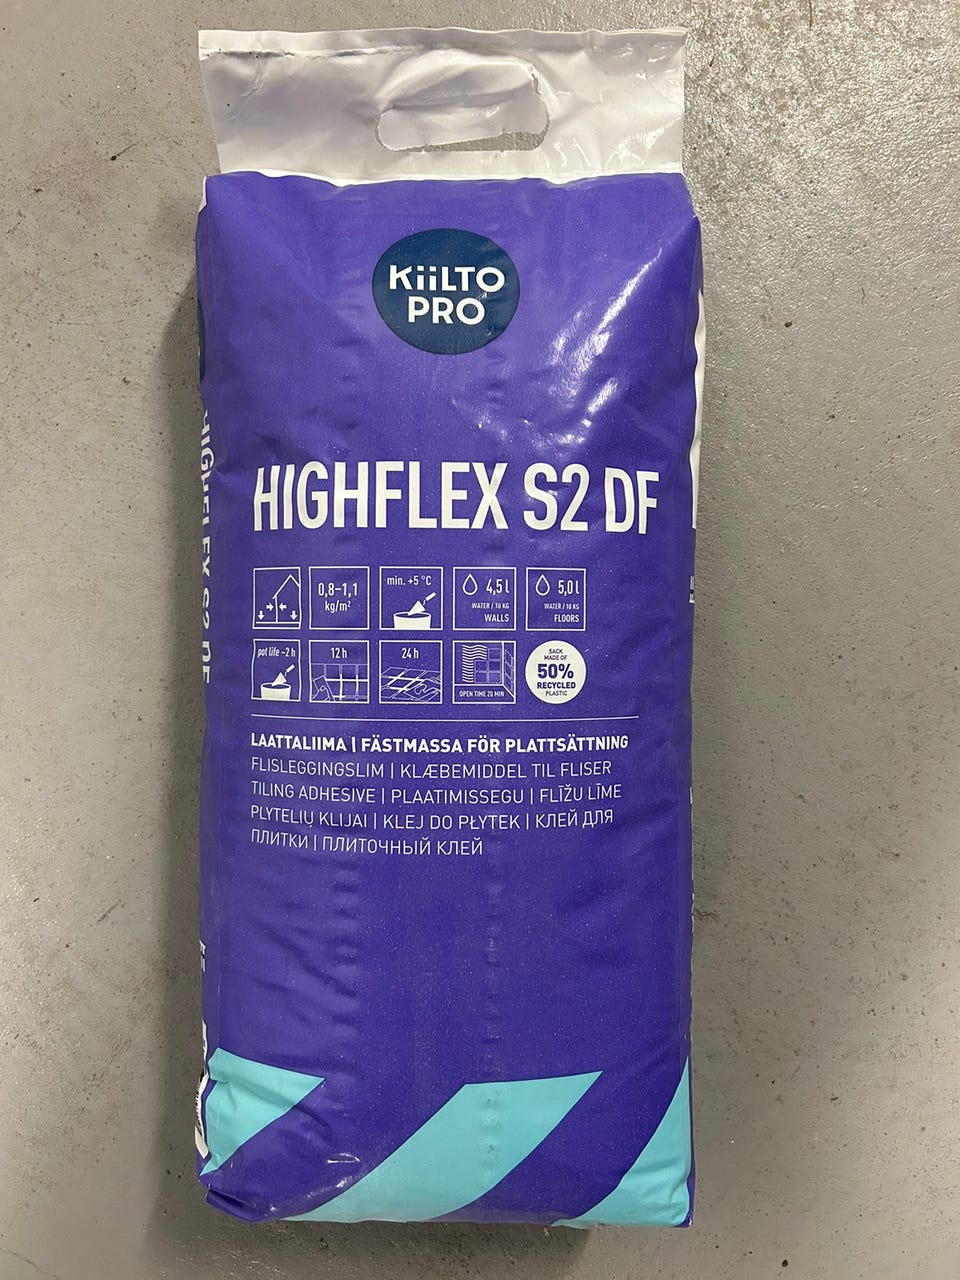 KiiLTO
PRO
HIGHFLEX S2 DF
0,8–1,1
kg/m²
min. +5 °C
4,5 l
WATER / 10 KG
WALLS
5,0 l
WATER / 10 KG
FLOORS
pot life ~2 h
12 h
24 h
OPEN TIME 20 MIN
SACK
MADE OF
50%
RECYCLED
PLASTIC
LAATTALIIMA | FÄSTMASSA FÖR PLATTSÄTTNING
FLISLEGGINGSLIM | KLÆBEMIDDEL TIL FLISER
TILING ADHESIVE | PLAATIMISSEGU | FLĪŽU LĪME
PLYTELIŲ KLIJAI | KLEJ DO PŁYTEK | КЛЕЙ ДЛЯ
ПЛИТКИ | ПЛИТОЧНЫЙ КЛЕЙ
HIGHFLEX S2 DF